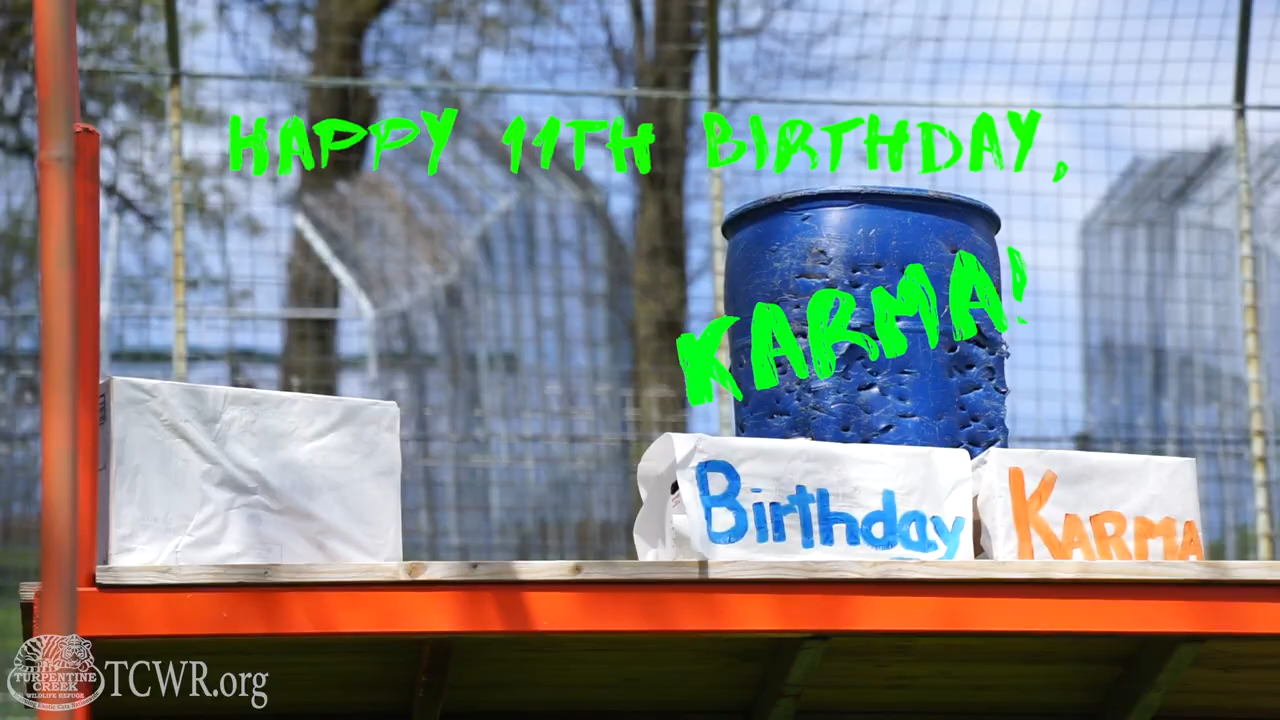 HAPPY 11TH BIRTHDAY,
KARMA!
Birthday
KARMA
TURPENTINE
CREEK
WILDLIFE REFUGE
TCWR.org